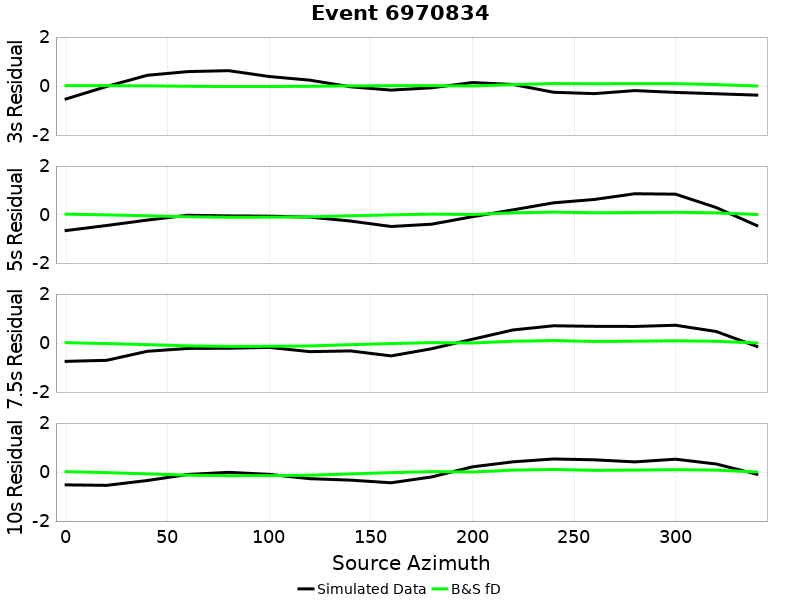 Event 6970834
3s Residual
2
0
-2
5s Residual
2
0
-2
7.5s Residual
2
0
-2
10s Residual
2
0
-2
0 50 100 150 200 250 300
Source Azimuth
Simulated Data B&S fD